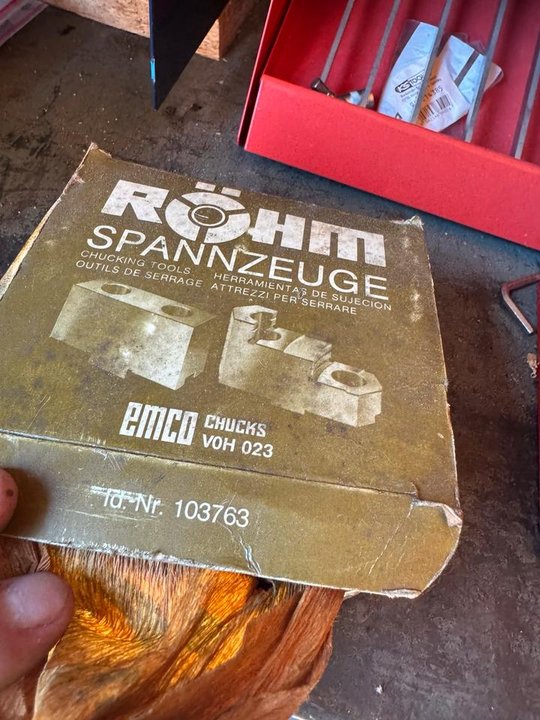 RÖHM
SPANNZEUGE
CHUCKING TOOLS HERRAMIENTAS DE SUJECION
OUTILS DE SERRAGE ATTREZZI PER SERRARE
emco CHUCKS
VOH 023
Id.-Nr. 103763